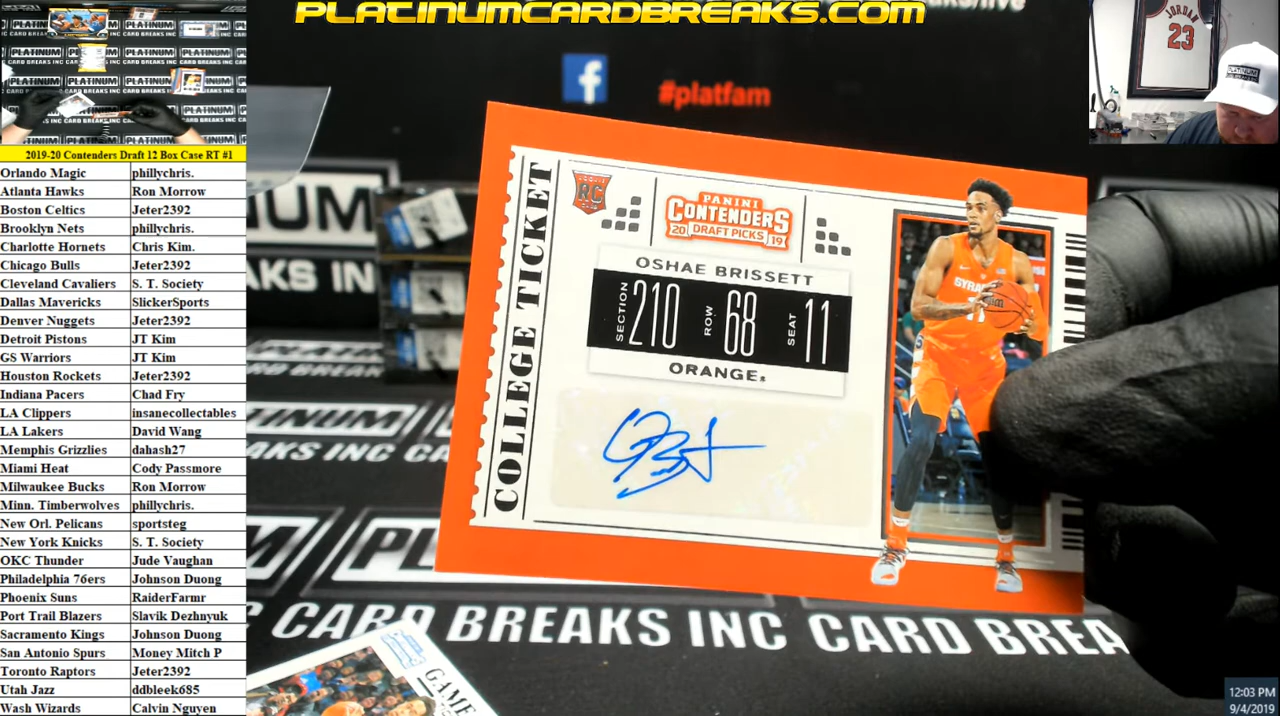 PLATINUMCARDBREAKS.COM
#platfam
JORDAN
23
2019-20 Contenders Draft 12 Box Case RT #1
Orlando Magic phillychris.
Atlanta Hawks Ron Morrow
Boston Celtics Jeter2392
Brooklyn Nets phillychris.
Charlotte Hornets Chris Kim.
Chicago Bulls Jeter2392
Cleveland Cavaliers S. T. Society
Dallas Mavericks SlickerSports
Denver Nuggets Jeter2392
Detroit Pistons JT Kim
GS Warriors JT Kim
Houston Rockets Jeter2392
Indiana Pacers Chad Fry
LA Clippers insanecollectables
LA Lakers David Wang
Memphis Grizzlies dahash27
Miami Heat Cody Passmore
Milwaukee Bucks Ron Morrow
Minn. Timberwolves phillychris.
New Orl. Pelicans sportsteg
New York Knicks S. T. Society
OKC Thunder Jude Vaughan
Philadelphia 76ers Johnson Duong
Phoenix Suns RaiderFarmr
Port Trail Blazers Slavik Dezhnyuk
Sacramento Kings Johnson Duong
San Antonio Spurs Money Mitch P
Toronto Raptors Jeter2392
Utah Jazz ddbleek685
Wash Wizards Calvin Nguyen
COLLEGE TICKET
RC
PANINI
CONTENDERS
2019 DRAFT PICKS
OSHAE BRISSETT
SECTION 210 ROW 68 SEAT 11
ORANGE
CARD BREAKS INC CARD BREA
GAME
12:03 PM
9/4/2019